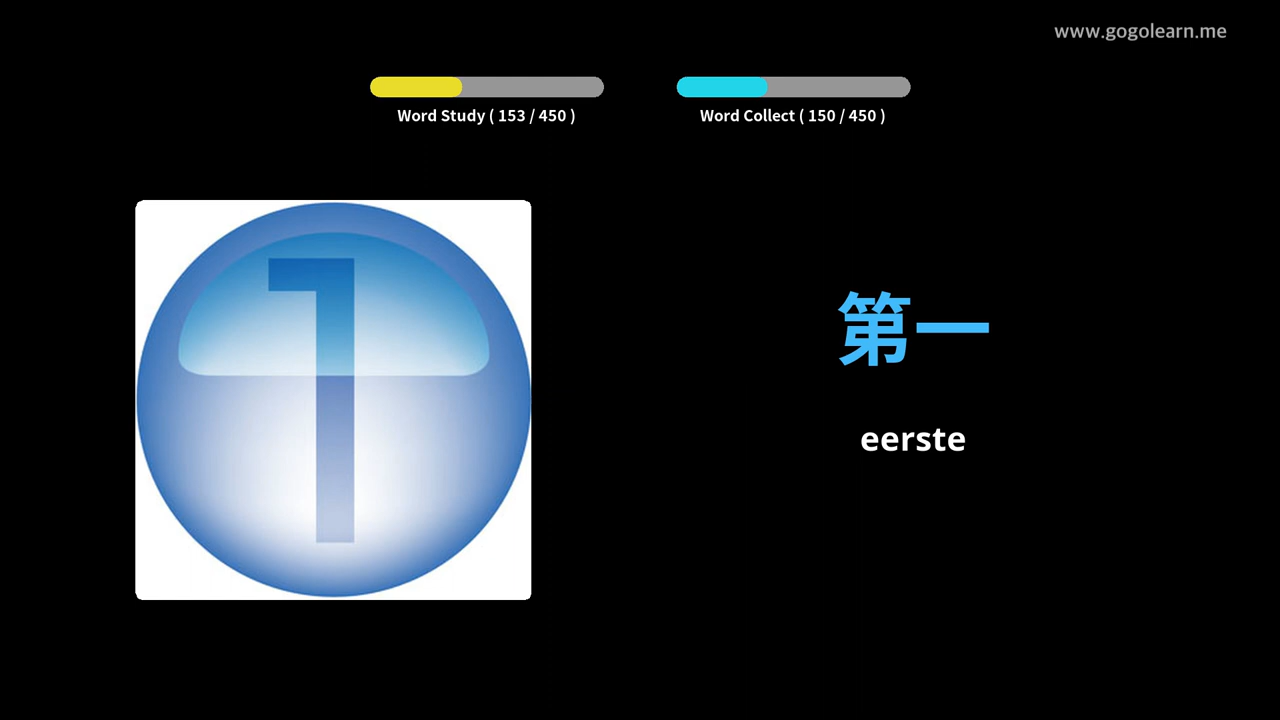 www.gogolearn.me
Word Study ( 153 / 450 )
Word Collect ( 150 / 450 )
1
第一
eerste